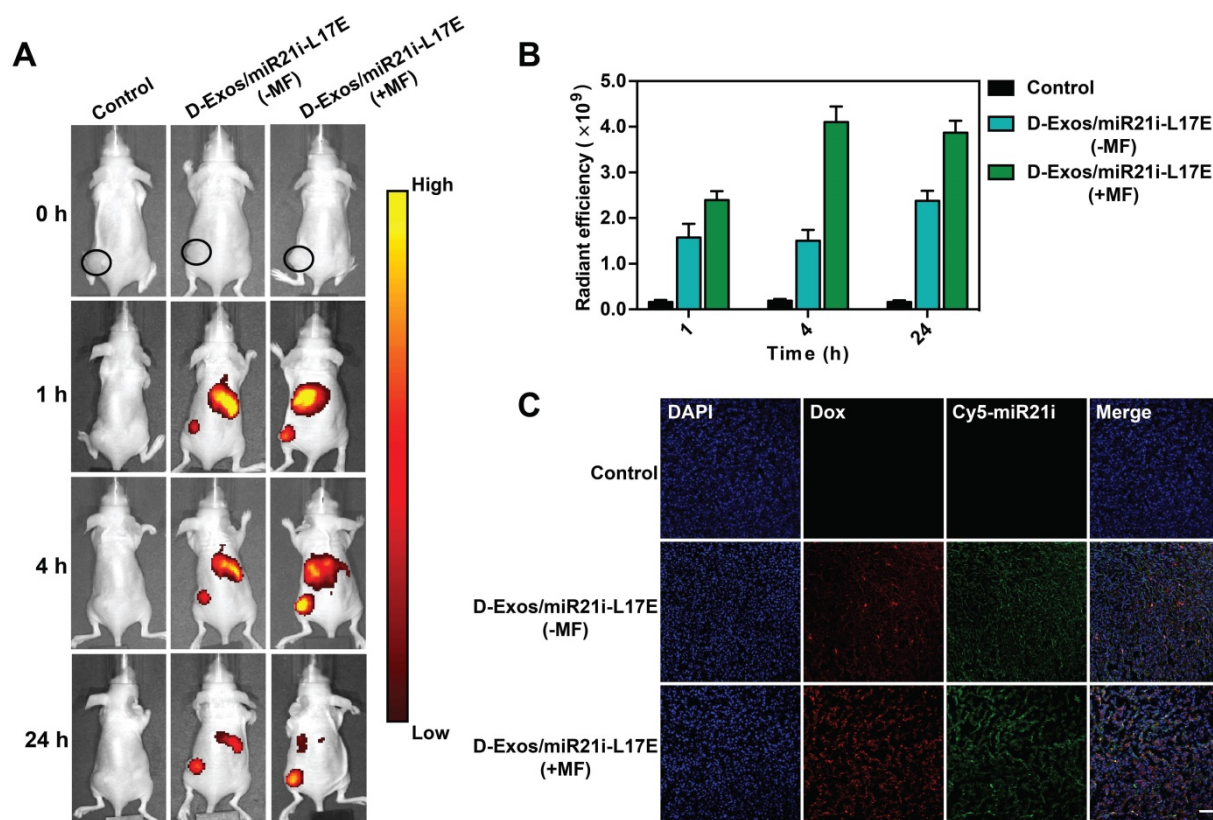 A
Control
D-Exos/miR21i-L17E
(-MF)
D-Exos/miR21i-L17E
(+MF)
0 h
1 h
4 h
24 h
High
Low
B
Radiant efficiency (×10⁹)
5.0
4.0
3.0
2.0
1.0
0.0
1
4
24
Time (h)
Control
D-Exos/miR21i-L17E
(-MF)
D-Exos/miR21i-L17E
(+MF)
C
DAPI
Dox
Cy5-miR21i
Merge
Control
D-Exos/miR21i-L17E
(-MF)
D-Exos/miR21i-L17E
(+MF)